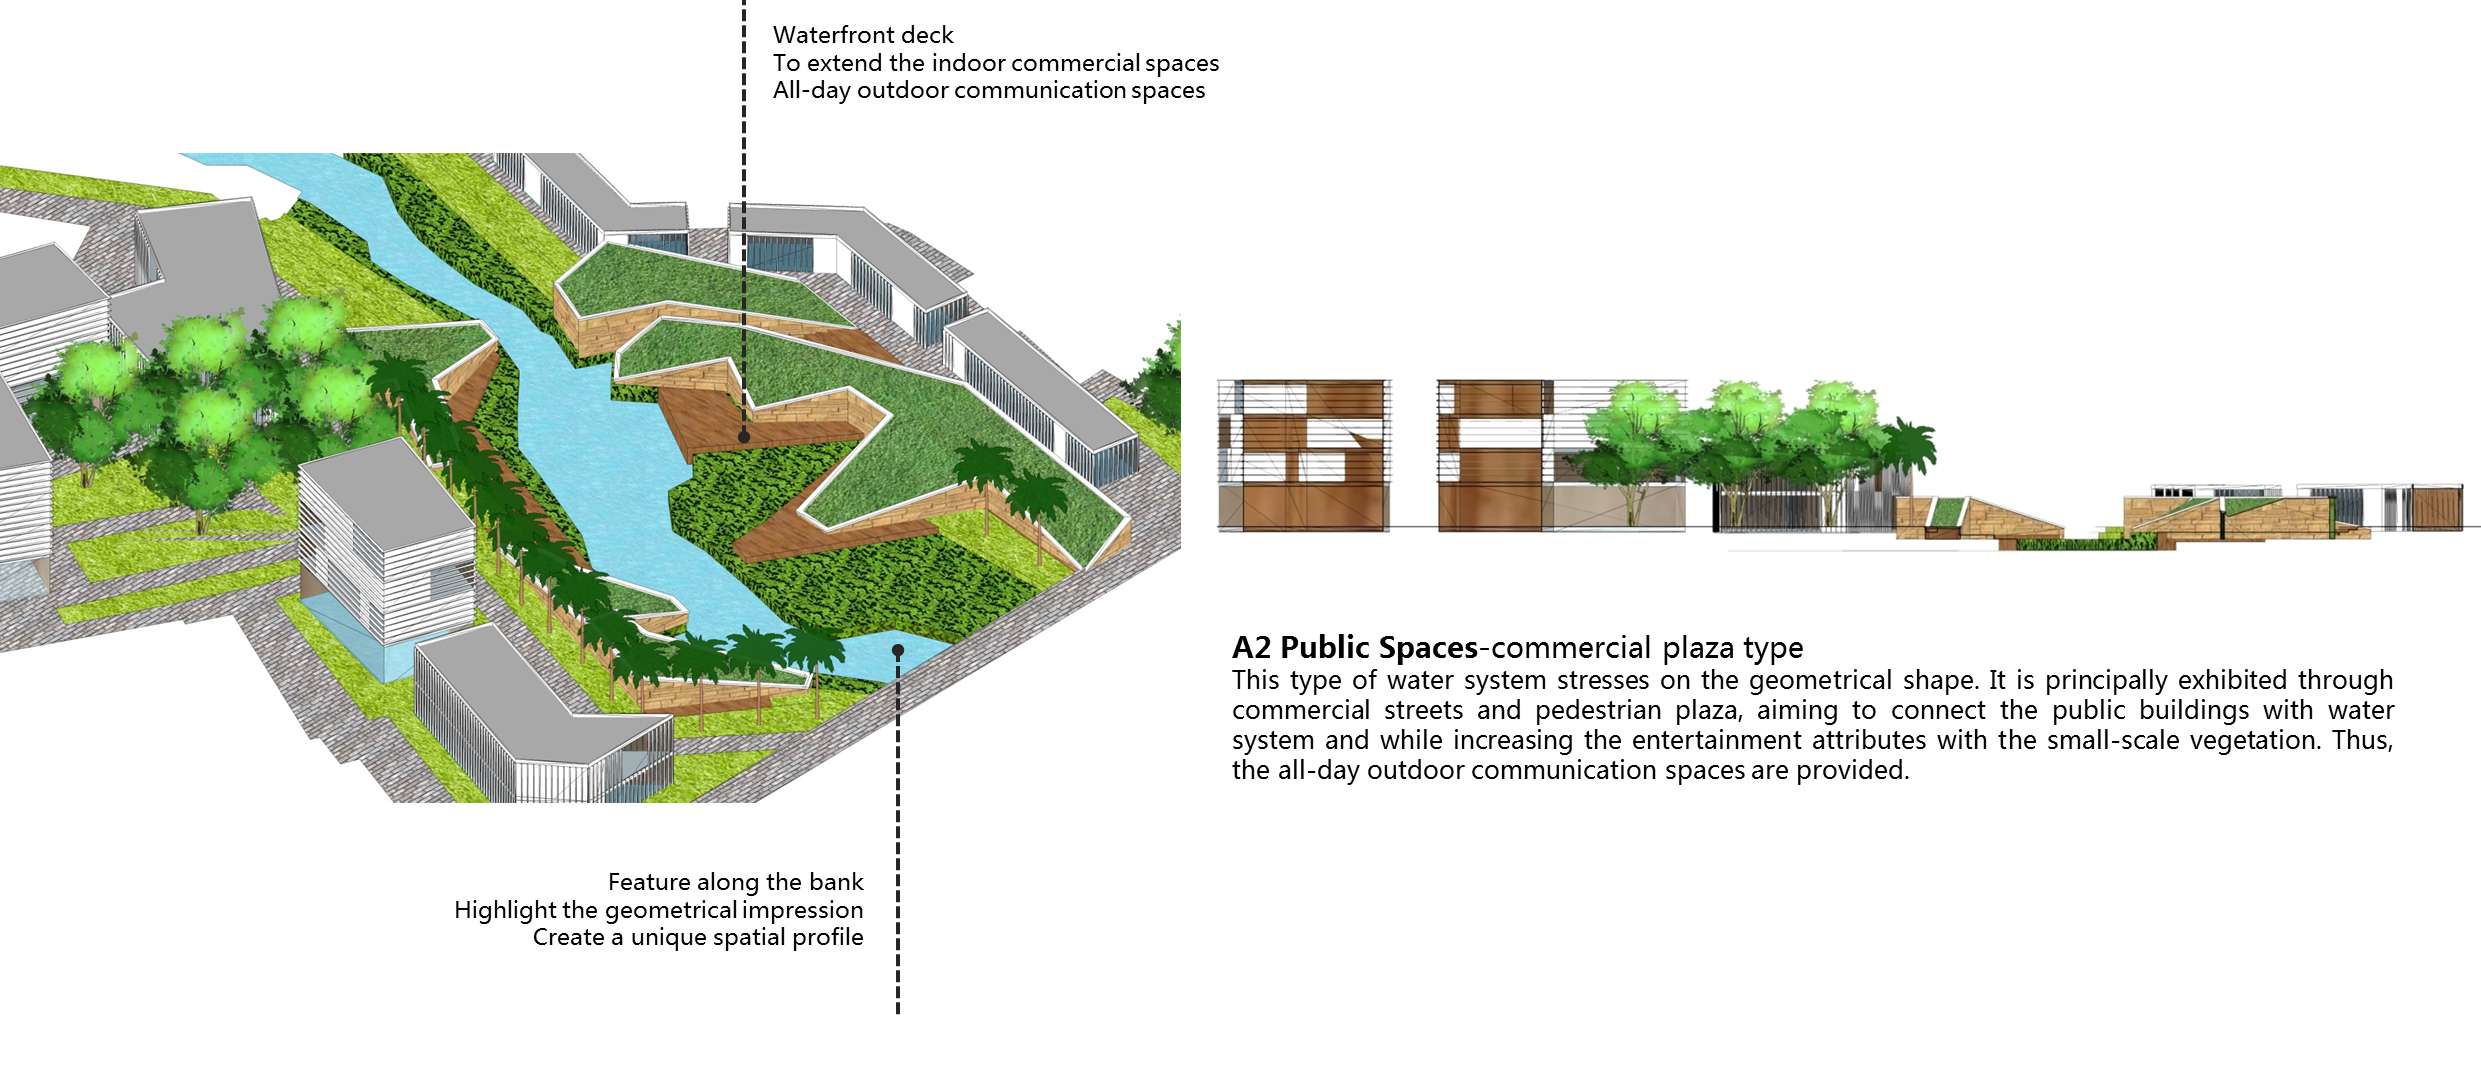 Waterfront deck
To extend the indoor commercial spaces
All-day outdoor communication spaces
Feature along the bank
Highlight the geometrical impression
Create a unique spatial profile
A2 Public Spaces-commercial plaza type
This type of water system stresses on the geometrical shape. It is principally exhibited through
commercial streets and pedestrian plaza, aiming to connect the public buildings with water
system and while increasing the entertainment attributes with the small-scale vegetation. Thus,
the all-day outdoor communication spaces are provided.